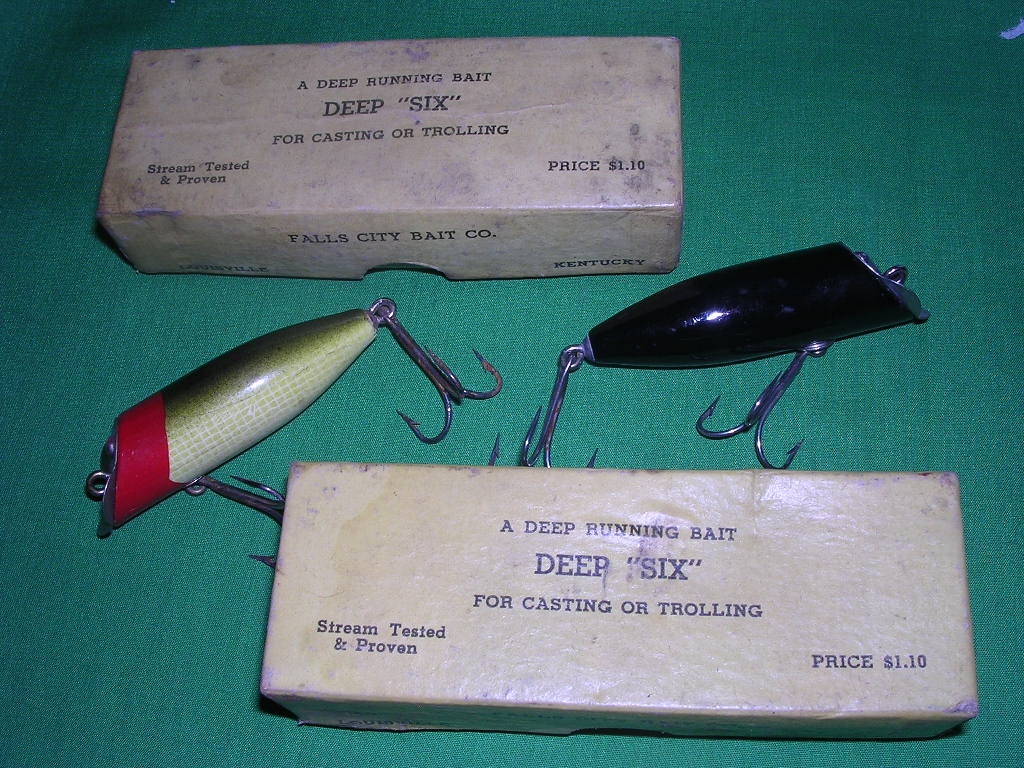 A DEEP RUNNING BAIT
DEEP "SIX"
FOR CASTING OR TROLLING
Stream Tested
& Proven
PRICE $1.10
FALLS CITY BAIT CO.
LOUISVILLE KENTUCKY
A DEEP RUNNING BAIT
DEEP "SIX"
FOR CASTING OR TROLLING
Stream Tested
& Proven
PRICE $1.10
LOUISVILLE